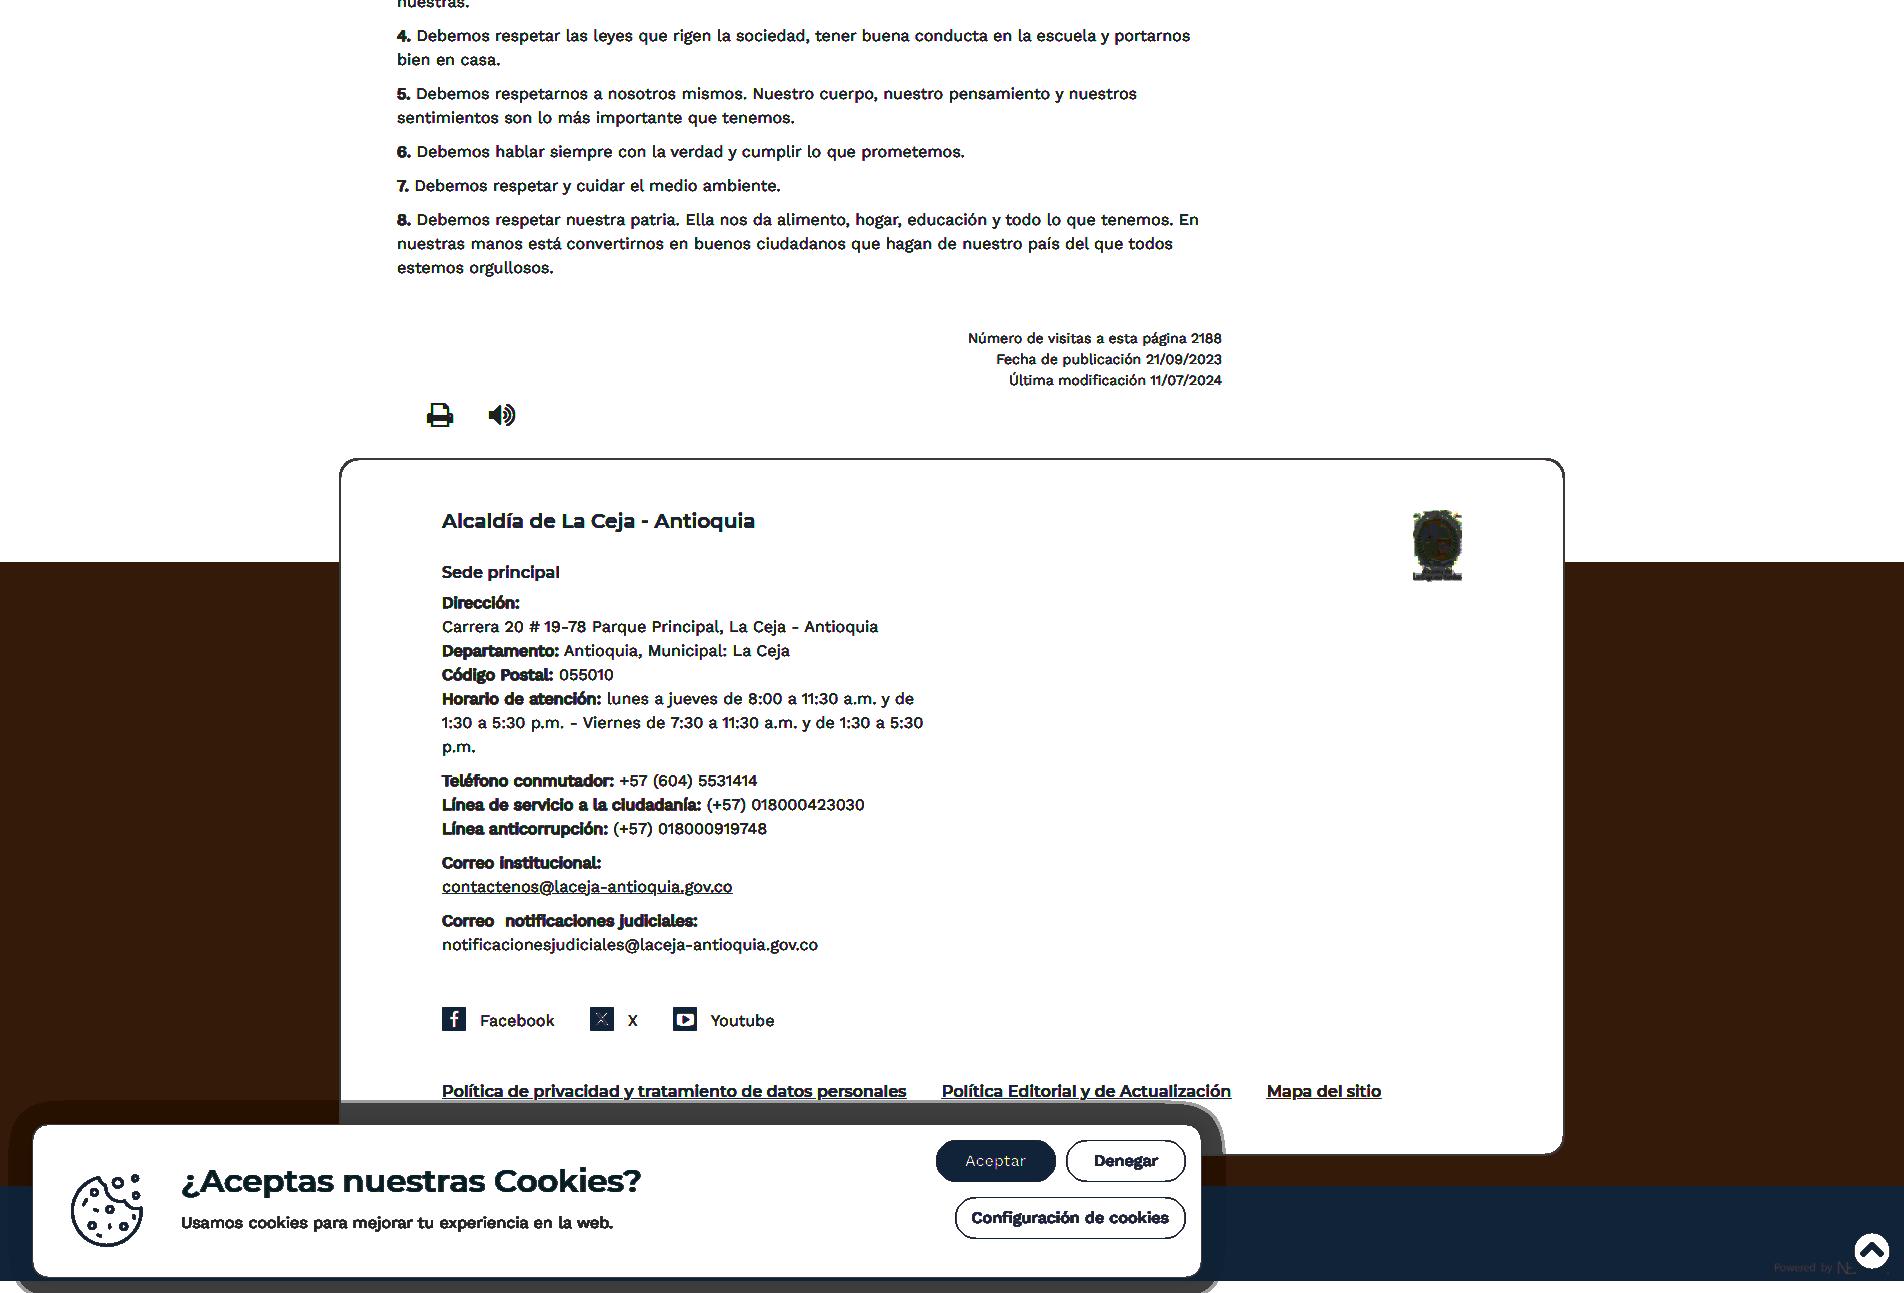 nuestras.
4. Debemos respetar las leyes que rigen la sociedad, tener buena conducta en la escuela y portarnos
bien en casa.
5. Debemos respetarnos a nosotros mismos. Nuestro cuerpo, nuestro pensamiento y nuestros
sentimientos son lo más importante que tenemos.
6. Debemos hablar siempre con la verdad y cumplir lo que prometemos.
7. Debemos respetar y cuidar el medio ambiente.
8. Debemos respetar nuestra patria. Ella nos da alimento, hogar, educación y todo lo que tenemos. En
nuestras manos está convertirnos en buenos ciudadanos que hagan de nuestro país del que todos
estemos orgullosos.
Número de visitas a esta página 2188
Fecha de publicación 21/09/2023
Última modificación 11/07/2024
Alcaldía de La Ceja - Antioquia
Sede principal
Dirección:
Carrera 20 # 19-78 Parque Principal, La Ceja - Antioquia
Departamento: Antioquia, Municipal: La Ceja
Código Postal: 055010
Horario de atención: lunes a jueves de 8:00 a 11:30 a.m. y de
1:30 a 5:30 p.m. - Viernes de 7:30 a 11:30 a.m. y de 1:30 a 5:30
p.m.
Teléfono conmutador: +57 (604) 5531414
Línea de servicio a la ciudadanía: (+57) 018000423030
Línea anticorrupción: (+57) 018000919748
Correo institucional:
contactenos@laceja-antioquia.gov.co
Correo notificaciones judiciales:
notificacionesjudiciales@laceja-antioquia.gov.co
Facebook X Youtube
Política de privacidad y tratamiento de datos personales Política Editorial y de Actualización Mapa del sitio
¿Aceptas nuestras Cookies?
Usamos cookies para mejorar tu experiencia en la web.
Aceptar Denegar
Configuración de cookies
Powered by